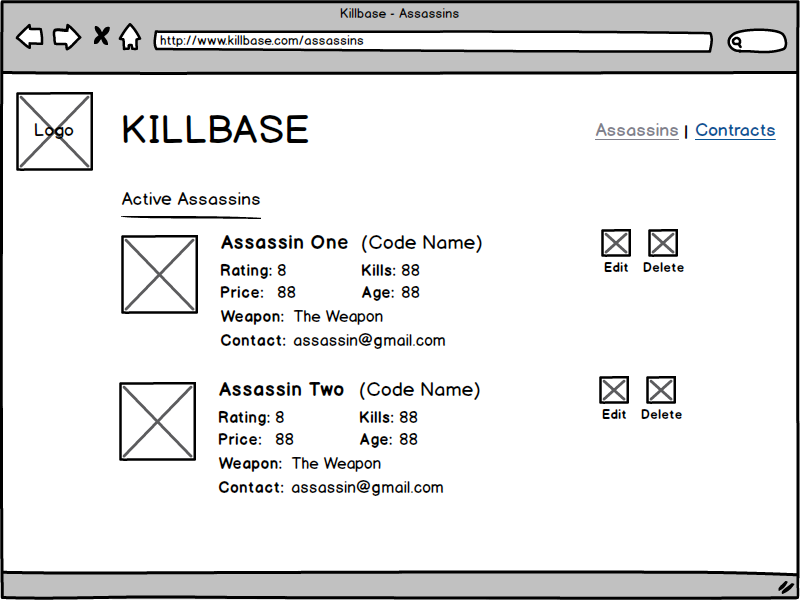 Killbase - Assassins
http://www.killbase.com/assassins
Logo
KILLBASE
Assassins | Contracts
Active Assassins
Assassin One (Code Name)
Edit Delete
Rating: 8 Kills: 88
Price: 88 Age: 88
Weapon: The Weapon
Contact: assassin@gmail.com
Assassin Two (Code Name)
Edit Delete
Rating: 8 Kills: 88
Price: 88 Age: 88
Weapon: The Weapon
Contact: assassin@gmail.com